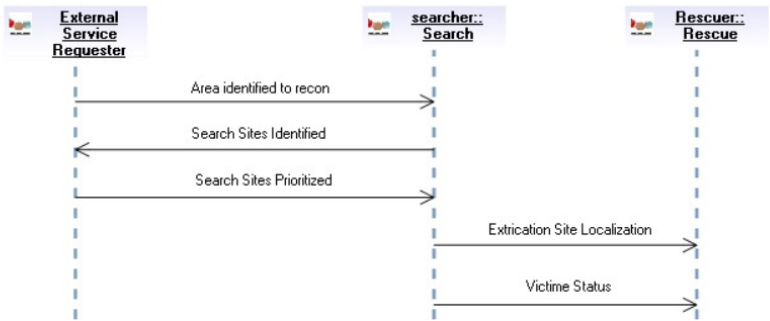 External
Service
Requester
searcher::
Search
Rescuer::
Rescue
Area identified to recon
Search Sites Identified
Search Sites Prioritized
Extrication Site Localization
Victime Status